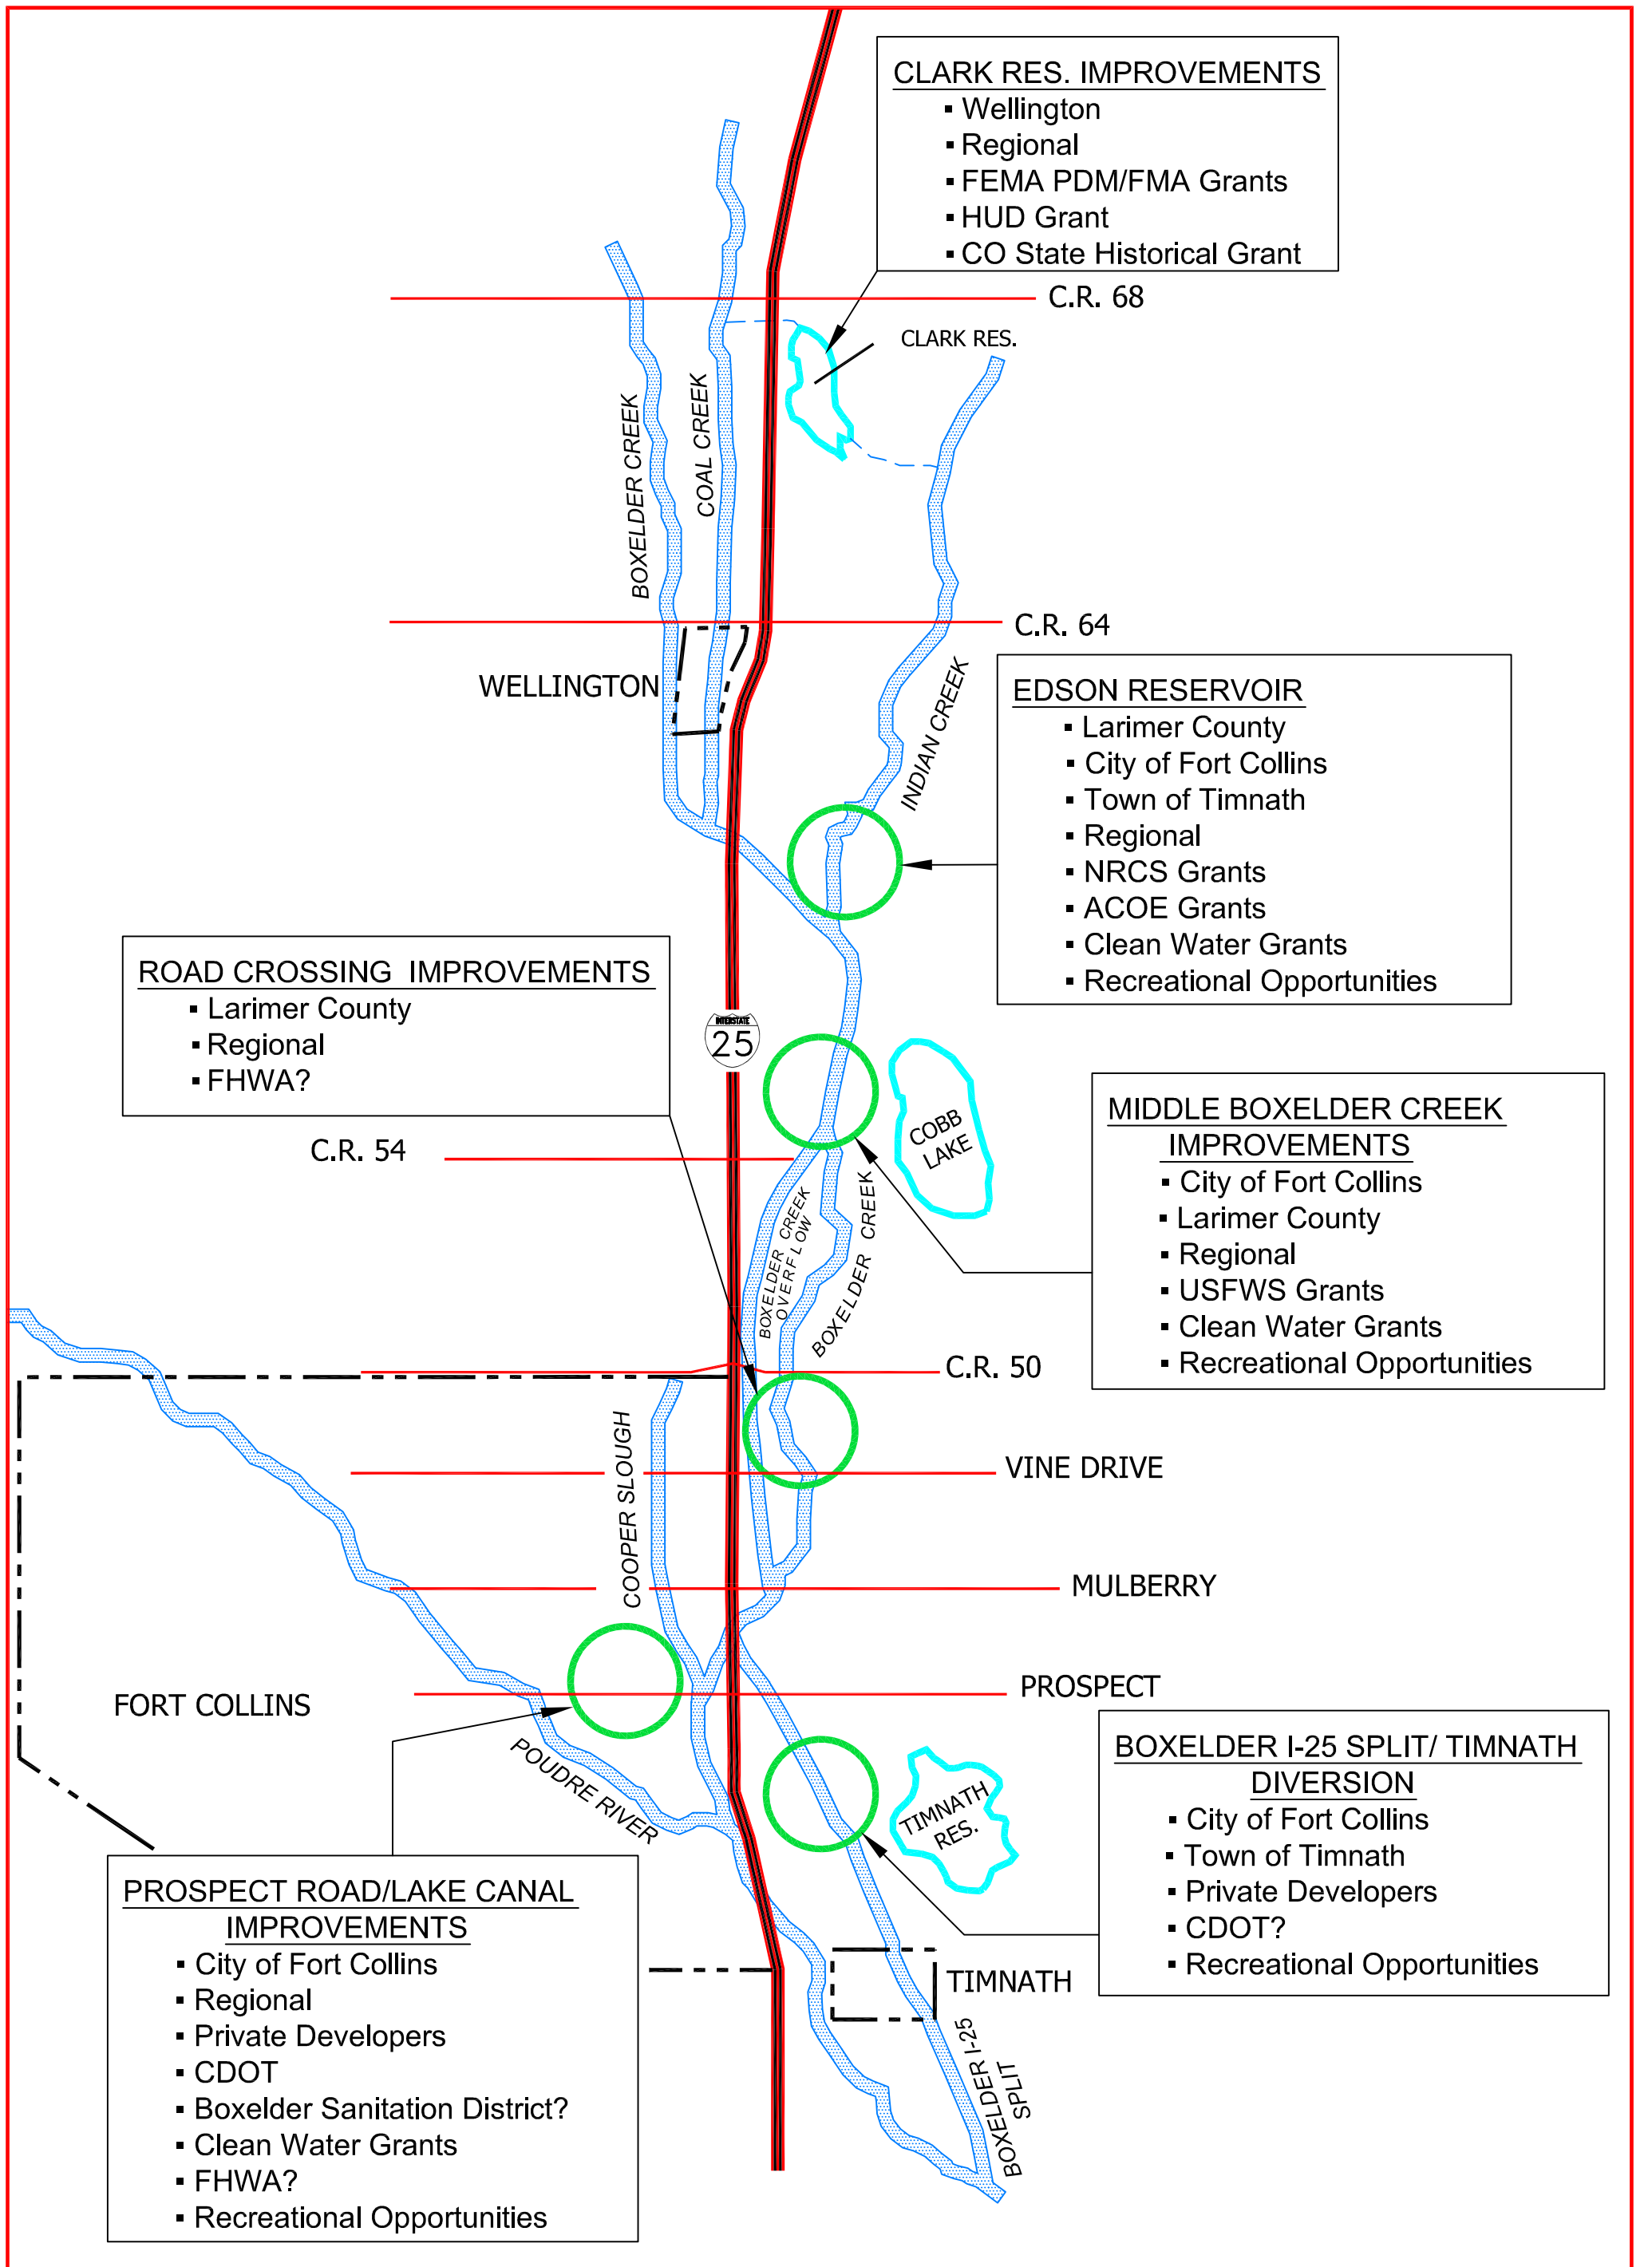 CLARK RES. IMPROVEMENTS
▪ Wellington
▪ Regional
▪ FEMA PDM/FMA Grants
▪ HUD Grant
▪ CO State Historical Grant
C.R. 68
CLARK RES.
BOXELDER CREEK
COAL CREEK
C.R. 64
WELLINGTON
INDIAN CREEK
EDSON RESERVOIR
▪ Larimer County
▪ City of Fort Collins
▪ Town of Timnath
▪ Regional
▪ NRCS Grants
▪ ACOE Grants
▪ Clean Water Grants
▪ Recreational Opportunities
ROAD CROSSING IMPROVEMENTS
▪ Larimer County
▪ Regional
▪ FHWA?
INTERSTATE
25
COBB
LAKE
MIDDLE BOXELDER CREEK
IMPROVEMENTS
▪ City of Fort Collins
▪ Larimer County
▪ Regional
▪ USFWS Grants
▪ Clean Water Grants
▪ Recreational Opportunities
C.R. 54
BOXELDER CREEK
OVERFLOW
BOXELDER CREEK
C.R. 50
COOPER SLOUGH
VINE DRIVE
MULBERRY
FORT COLLINS
PROSPECT
POUDRE RIVER
TIMNATH
RES.
BOXELDER I-25 SPLIT/ TIMNATH
DIVERSION
▪ City of Fort Collins
▪ Town of Timnath
▪ Private Developers
▪ CDOT?
▪ Recreational Opportunities
PROSPECT ROAD/LAKE CANAL
IMPROVEMENTS
▪ City of Fort Collins
▪ Regional
▪ Private Developers
▪ CDOT
▪ Boxelder Sanitation District?
▪ Clean Water Grants
▪ FHWA?
▪ Recreational Opportunities
TIMNATH
BOXELDER I-25
SPLIT